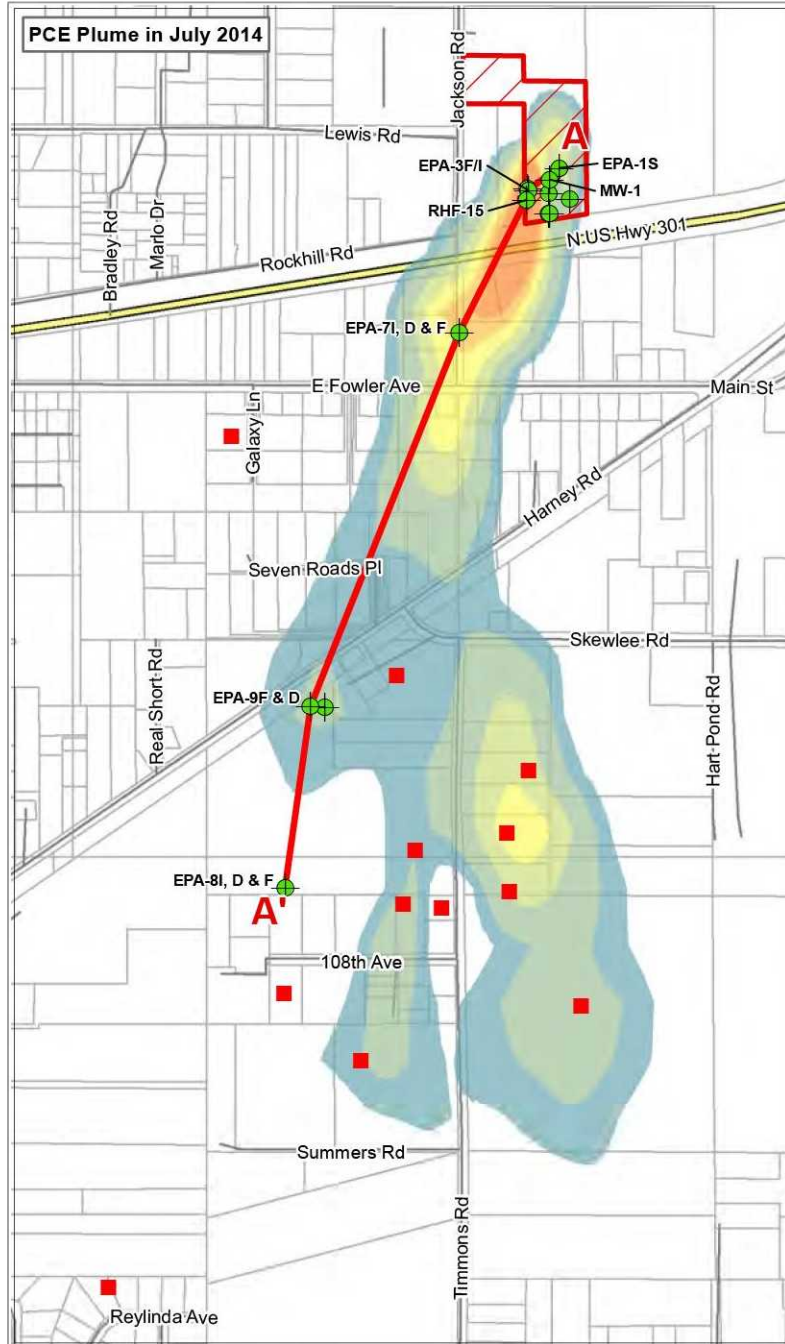 PCE Plume in July 2014
Jackson Rd
Lewis Rd
A
EPA-3F/I
EPA-1S
MW-1
RHF-15
Bradley Rd
Marlo Dr
N US Hwy 301
Rockhill Rd
EPA-7I, D & F
E Fowler Ave
Main St
Galaxy Ln
Harney Rd
Seven Roads Pl
Skewlee Rd
Real Short Rd
EPA-9F & D
Hart Pond Rd
EPA-8I, D & F
A'
108th Ave
Summers Rd
Timmons Rd
Reylinda Ave